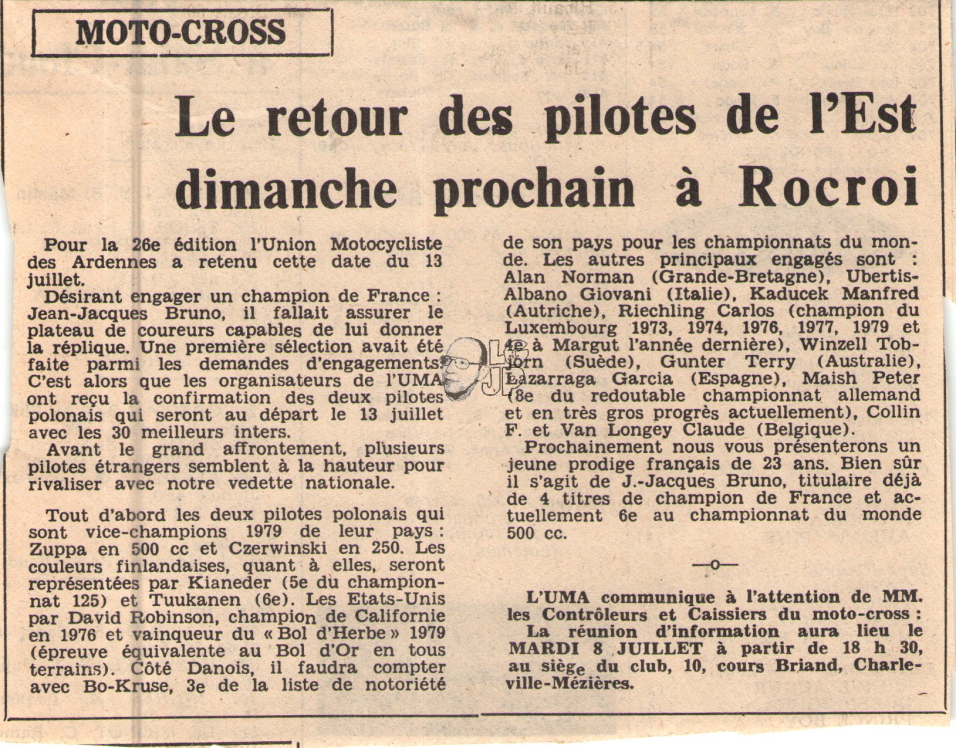 MOTO-CROSS
Le retour des pilotes de l'Est
dimanche prochain à Rocroi
Pour la 26e édition l'Union Motocycliste
des Ardennes a retenu cette date du 13
juillet.
Désirant engager un champion de France :
Jean-Jacques Bruno, il fallait assurer le
plateau de coureurs capables de lui donner
la réplique. Une première sélection avait été
faite parmi les demandes d'engagements.
C'est alors que les organisateurs de l'UMA
ont reçu la confirmation des deux pilotes
polonais qui seront au départ le 13 juillet
avec les 30 meilleurs inters.
Avant le grand affrontement, plusieurs
pilotes étrangers semblent à la hauteur pour
rivaliser avec notre vedette nationale.
Tout d'abord les deux pilotes polonais qui
sont vice-champions 1979 de leur pays :
Zuppa en 500 cc et Czerwinski en 250. Les
couleurs finlandaises, quant à elles, seront
représentées par Kianeder (5e du champion-
nat 125) et Tuukanen (6e). Les Etats-Unis
par David Robinson, champion de Californie
en 1976 et vainqueur du « Bol d'Herbe » 1979
(épreuve équivalente au Bol d'Or en tous
terrains). Côté Danois, il faudra compter
avec Bo-Kruse, 3e de la liste de notoriété
de son pays pour les championnats du mon-
de. Les autres principaux engagés sont :
Alan Norman (Grande-Bretagne), Ubertis-
Albano Giovani (Italie), Kaducek Manfred
(Autriche), Riechling Carlos (champion du
Luxembourg 1973, 1974, 1976, 1977, 1979 et
4e à Margut l'année dernière), Winzell Tob-
jorn (Suède), Gunter Terry (Australie),
Lazarraga Garcia (Espagne), Maish Peter
(8e du redoutable championnat allemand
et en très gros progrès actuellement), Collin
F. et Van Longey Claude (Belgique).
Prochainement nous vous présenterons un
jeune prodige français de 23 ans. Bien sûr
il s'agit de J.-Jacques Bruno, titulaire déjà
de 4 titres de champion de France et ac-
tuellement 6e au championnat du monde
500 cc.
L'UMA communique à l'attention de MM.
les Contrôleurs et Caissiers du moto-cross :
La réunion d'information aura lieu le
MARDI 8 JUILLET à partir de 18 h 30,
au siège du club, 10, cours Briand, Charle-
ville-Mézières.